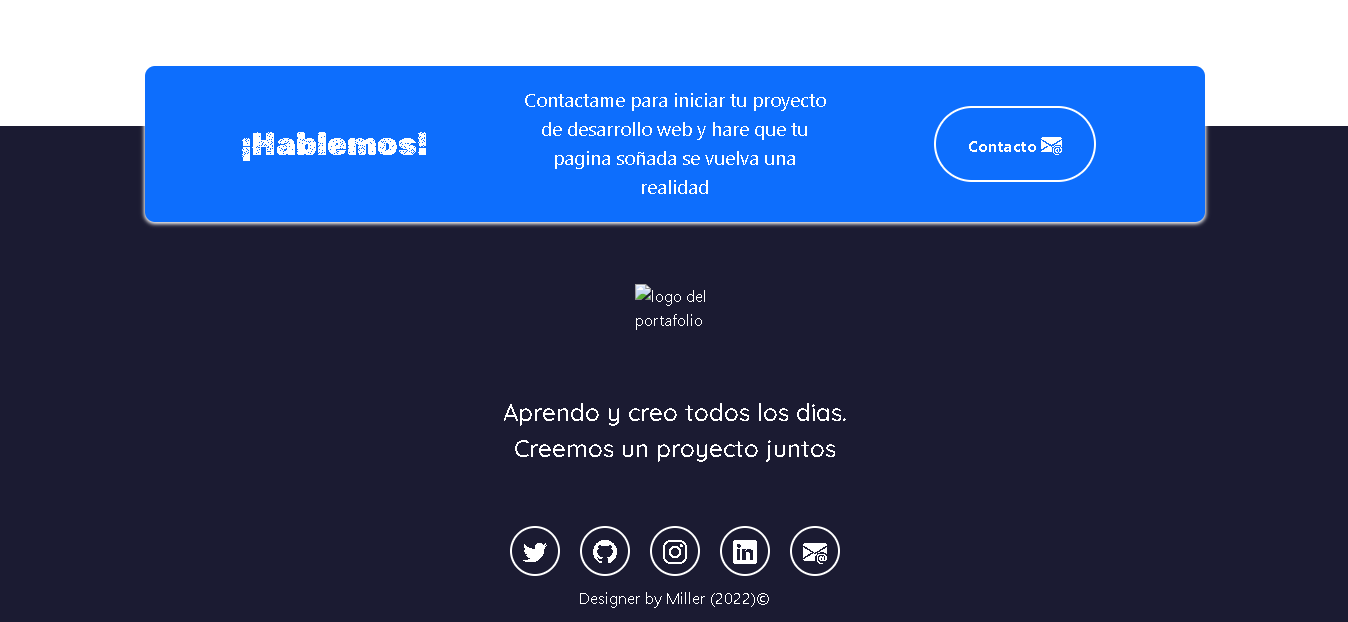 ¡Hablemos!
Contactame para iniciar tu proyecto
de desarrollo web y hare que tu
pagina soñada se vuelva una
realidad
Contacto
logo del
portafolio
Aprendo y creo todos los dias.
Creemos un proyecto juntos
Designer by Miller (2022)©